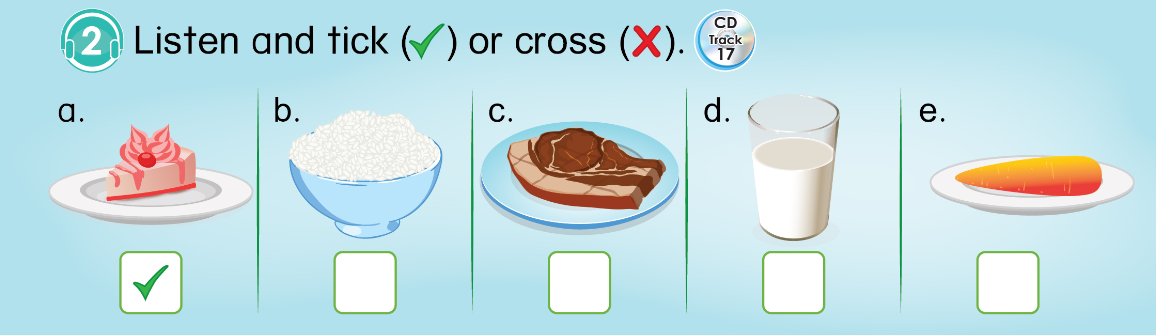 2 Listen and tick (✓) or cross (✗). CD Track 17
a. b. c. d. e.